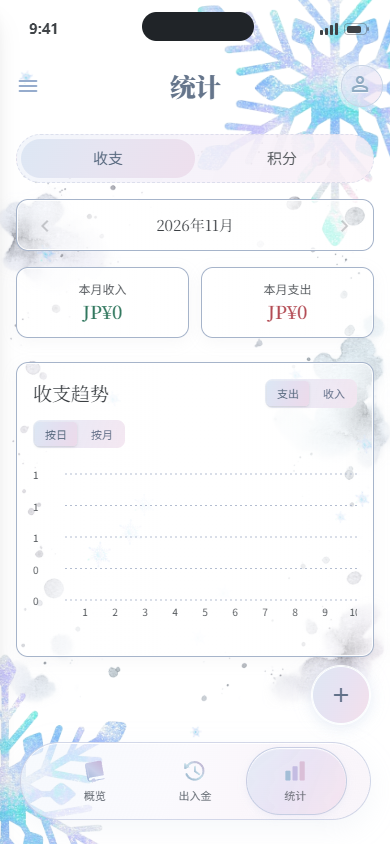 9:41
统计
收支 积分
2026年11月
本月收入 本月支出
JP¥0 JP¥0
收支趋势
支出 收入
按日 按月
1
1
1
0
0
1 2 3 4 5 6 7 8 9 10
+
概览 出入金 统计